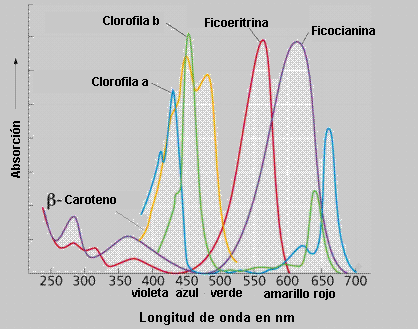 Clorofila b
Ficoeritrina
Ficocianina
Clorofila a
Absorción
β-Caroteno
250 300 350 400 450 500 550 600 650 700
violeta azul verde amarillo rojo
Longitud de onda en nm